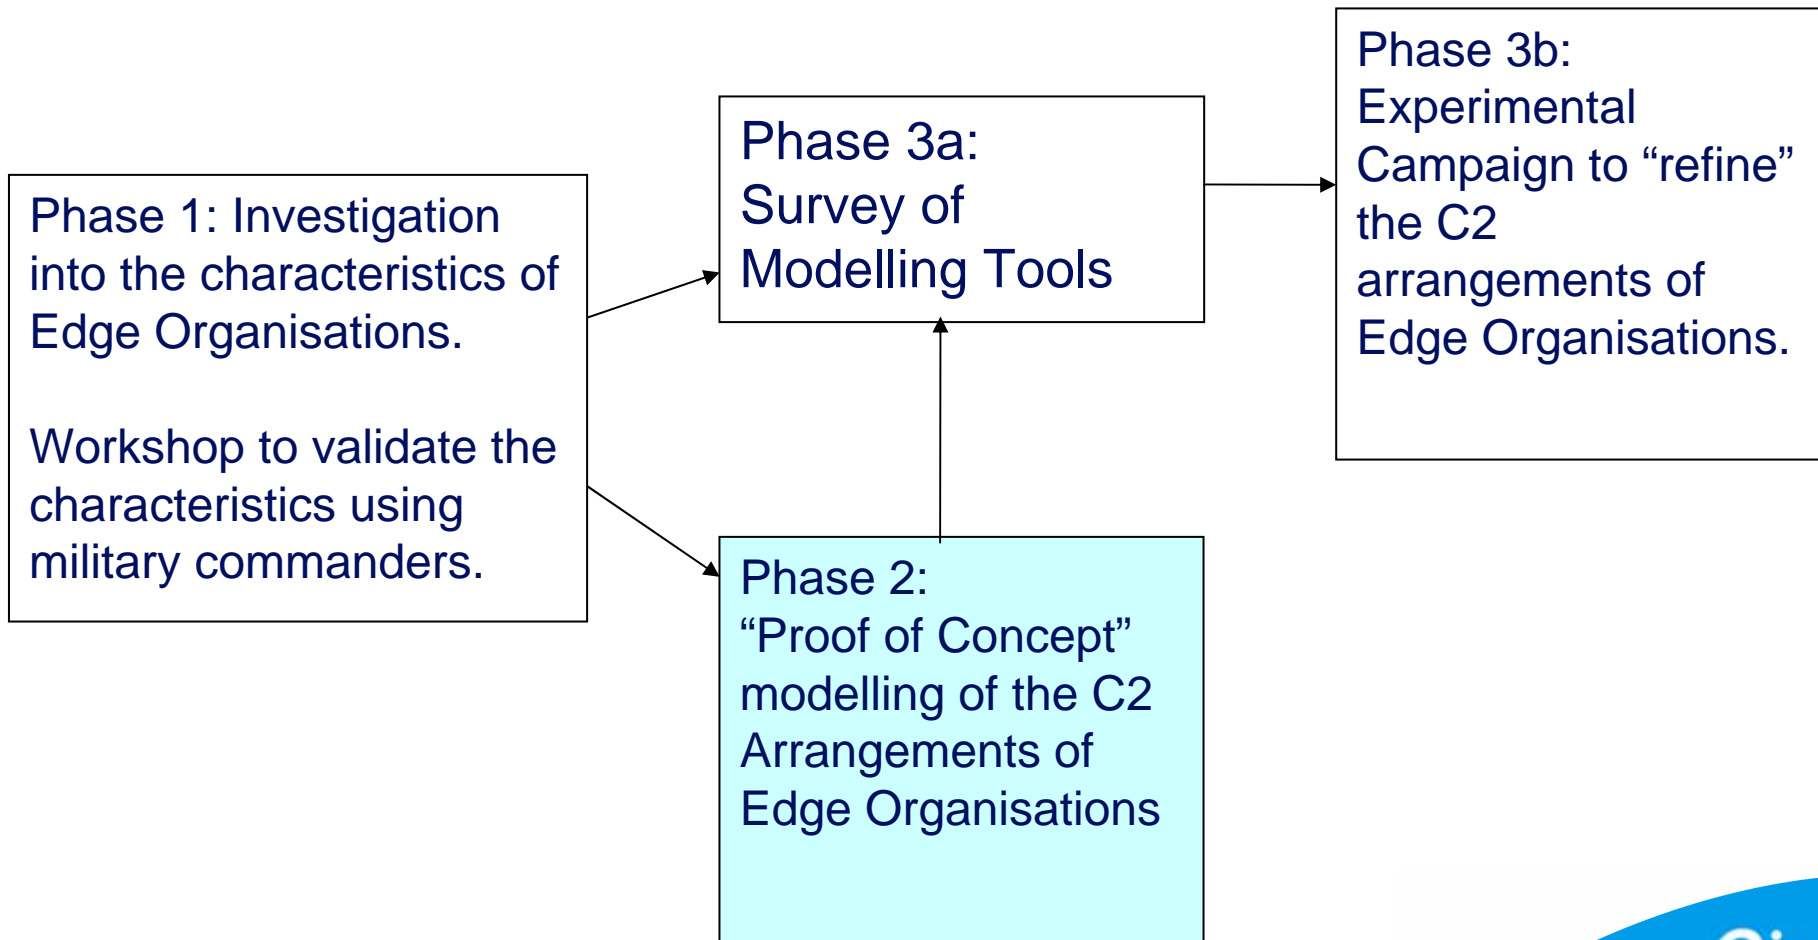 Phase 1: Investigation
into the characteristics of
Edge Organisations.
Workshop to validate the
characteristics using
military commanders.
Phase 3a:
Survey of
Modelling Tools
Phase 2:
“Proof of Concept”
modelling of the C2
Arrangements of
Edge Organisations
Phase 3b:
Experimental
Campaign to “refine”
the C2
arrangements of
Edge Organisations.